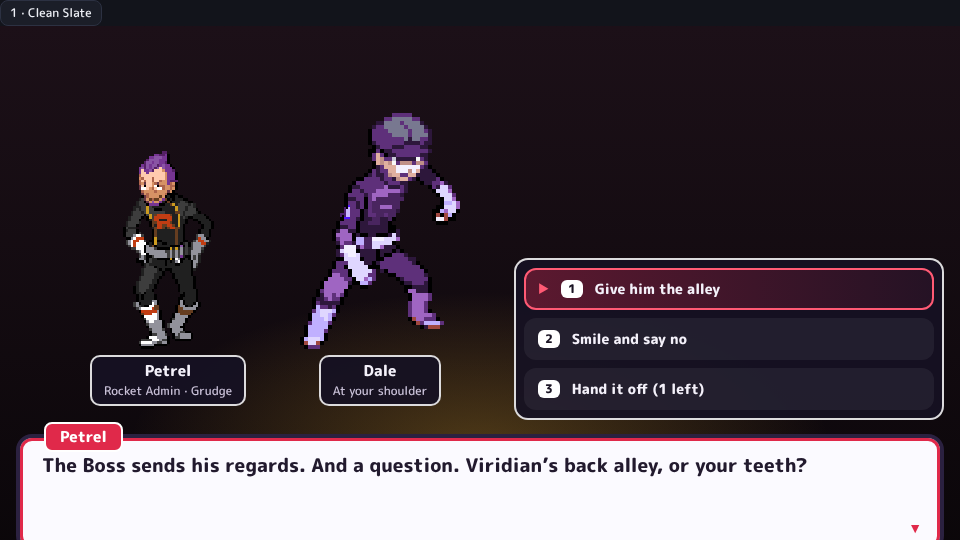 1 · Clean Slate
Petrel
Rocket Admin · Grudge
Dale
At your shoulder
1 Give him the alley
2 Smile and say no
3 Hand it off (1 left)
Petrel
The Boss sends his regards. And a question. Viridian’s back alley, or your teeth?